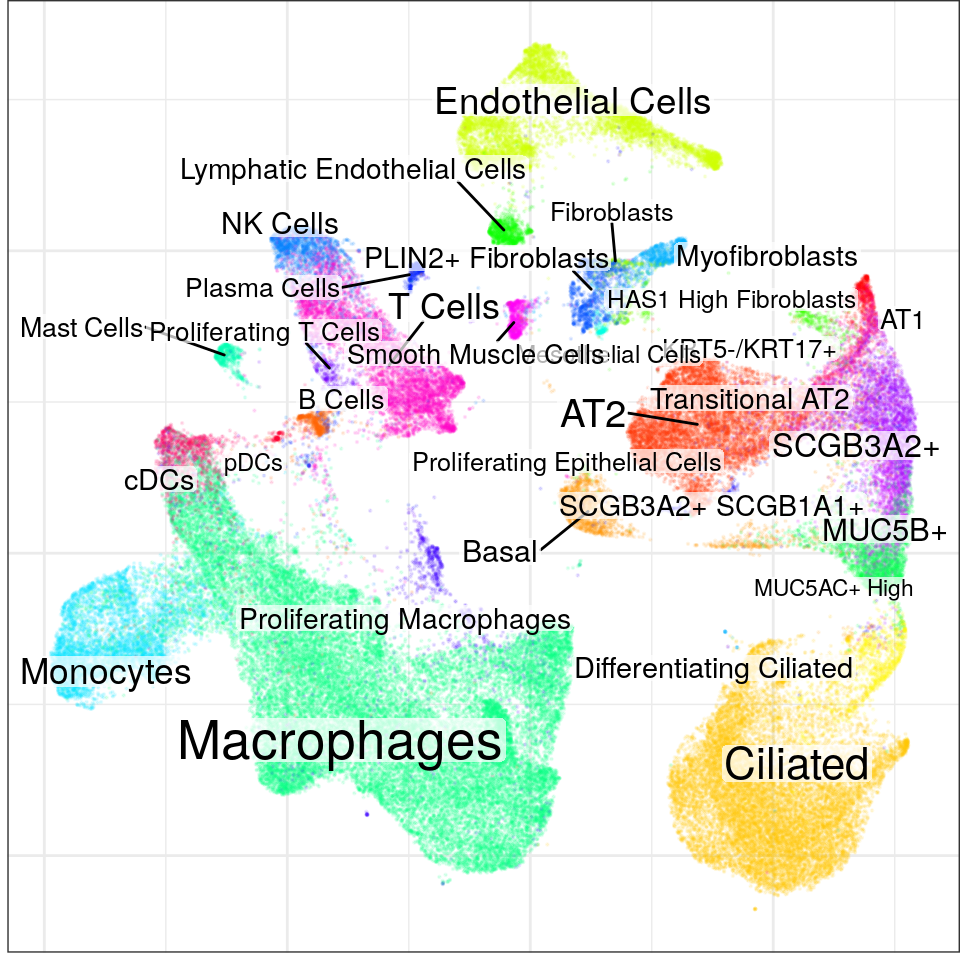 Endothelial Cells
Lymphatic Endothelial Cells
Fibroblasts
NK Cells
PLIN2+ Fibroblasts
Myofibroblasts
Plasma Cells
HAS1 High Fibroblasts
T Cells
AT1
Mast Cells
Proliferating T Cells
Smooth Muscle Cells
Mesothelial Cells
KRT5-/KRT17+
B Cells
Transitional AT2
AT2
SCGB3A2+
pDCs
Proliferating Epithelial Cells
cDCs
SCGB3A2+ SCGB1A1+
MUC5B+
Basal
MUC5AC+ High
Proliferating Macrophages
Monocytes
Differentiating Ciliated
Macrophages
Ciliated